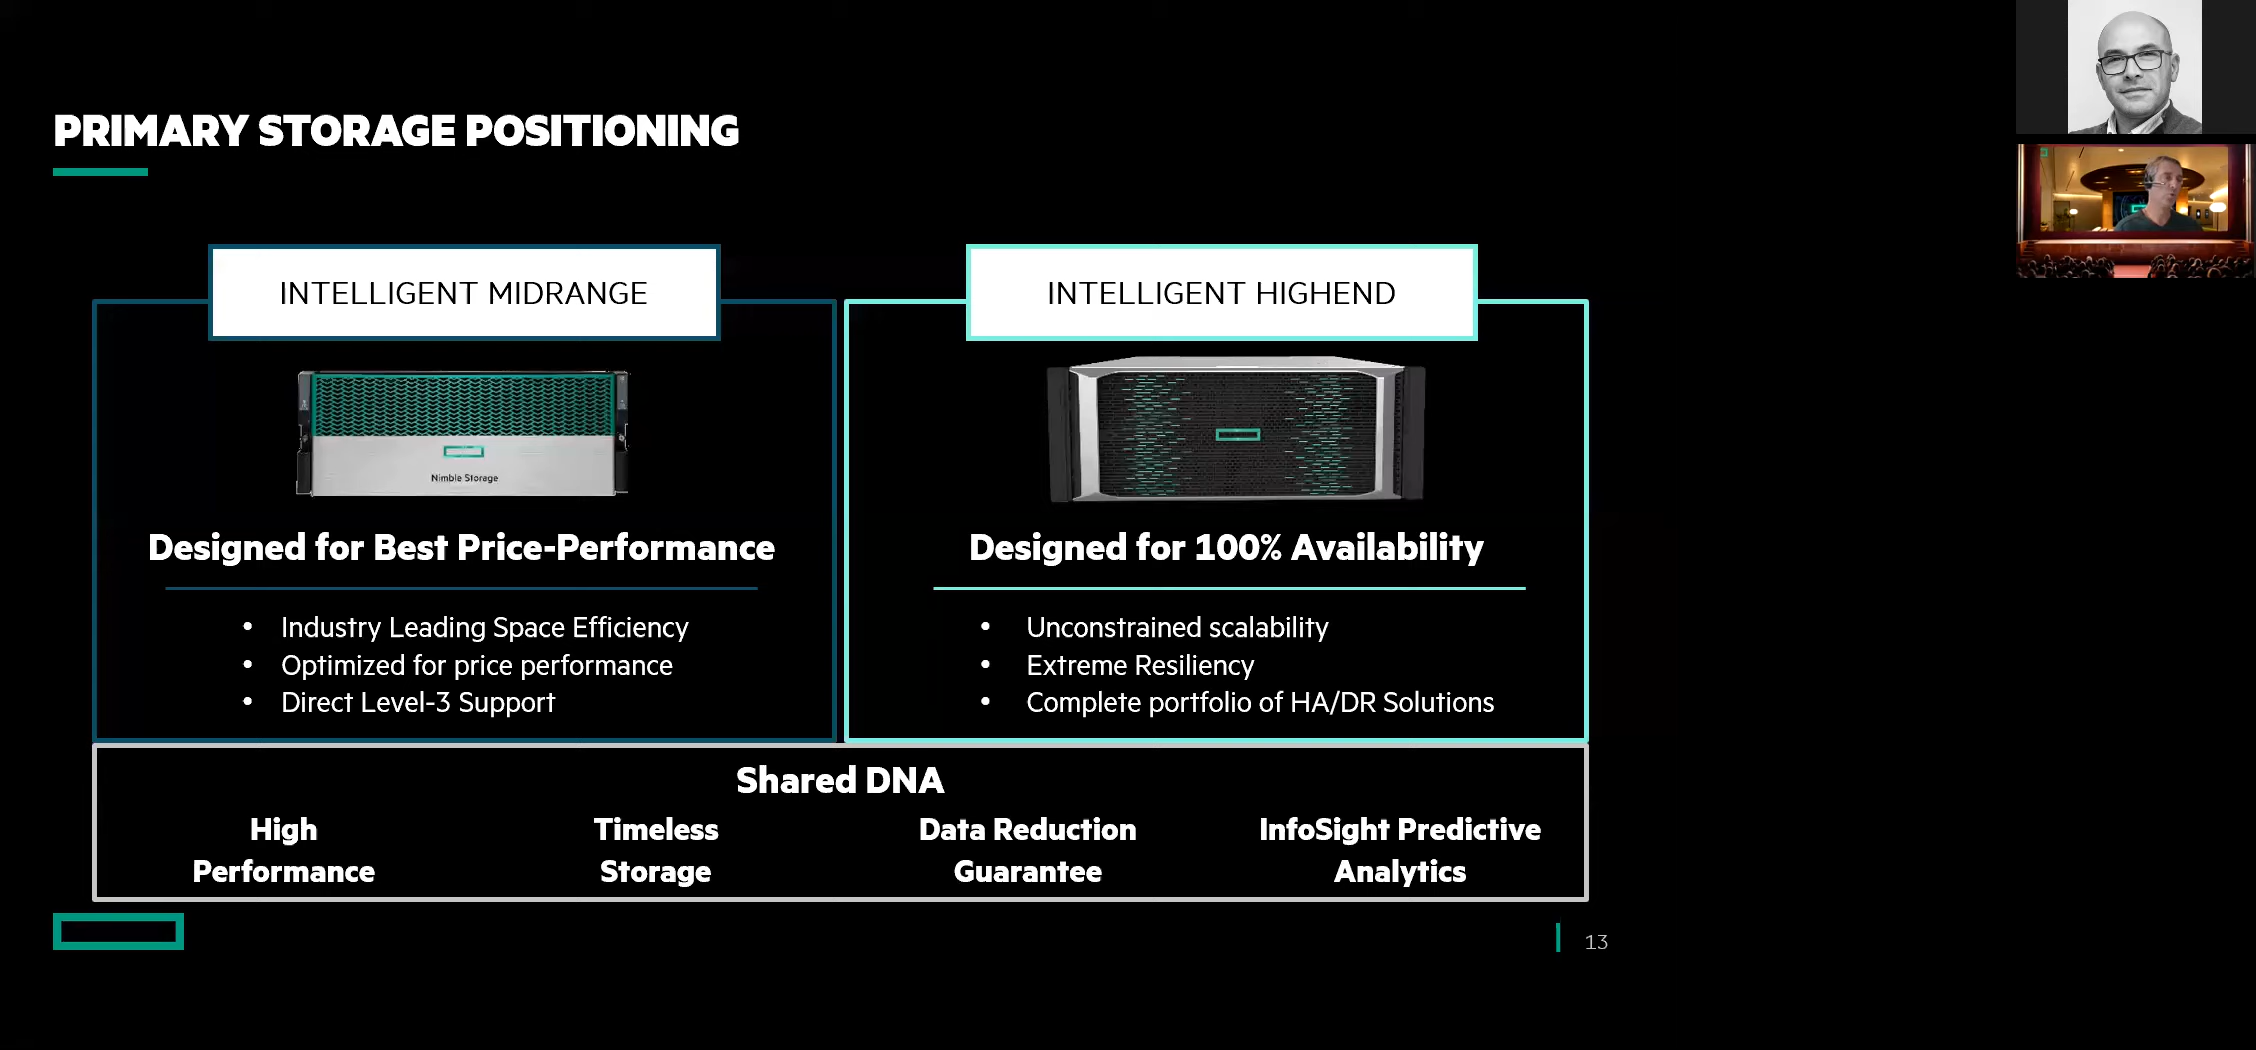 PRIMARY STORAGE POSITIONING
INTELLIGENT MIDRANGE
Nimble Storage
Designed for Best Price-Performance
• Industry Leading Space Efficiency
• Optimized for price performance
• Direct Level-3 Support
INTELLIGENT HIGHEND
Designed for 100% Availability
• Unconstrained scalability
• Extreme Resiliency
• Complete portfolio of HA/DR Solutions
Shared DNA
High
Performance
Timeless
Storage
Data Reduction
Guarantee
InfoSight Predictive
Analytics
13